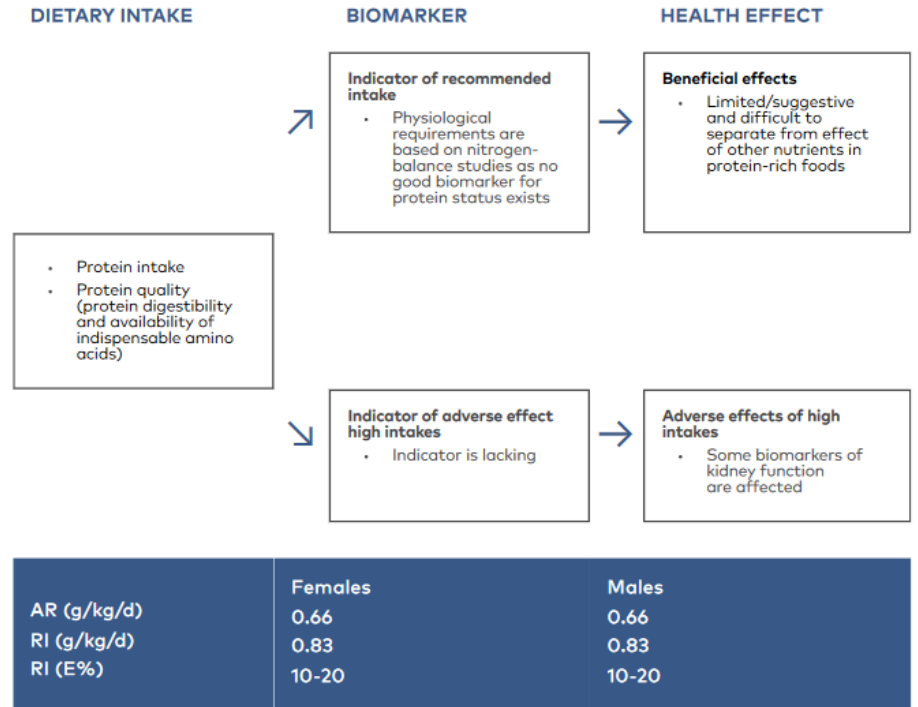 DIETARY INTAKE
BIOMARKER
HEALTH EFFECT
• Protein intake
• Protein quality
(protein digestibility
and availability of
indispensable amino
acids)
Indicator of recommended
intake
• Physiological
requirements are
based on nitrogen-
balance studies as no
good biomarker for
protein status exists
Beneficial effects
• Limited/suggestive
and difficult to
separate from effect
of other nutrients in
protein-rich foods
Indicator of adverse effect
high intakes
• Indicator is lacking
Adverse effects of high
intakes
• Some biomarkers of
kidney function
are affected
Females Males
AR (g/kg/d) 0.66 0.66
RI (g/kg/d) 0.83 0.83
RI (E%) 10-20 10-20